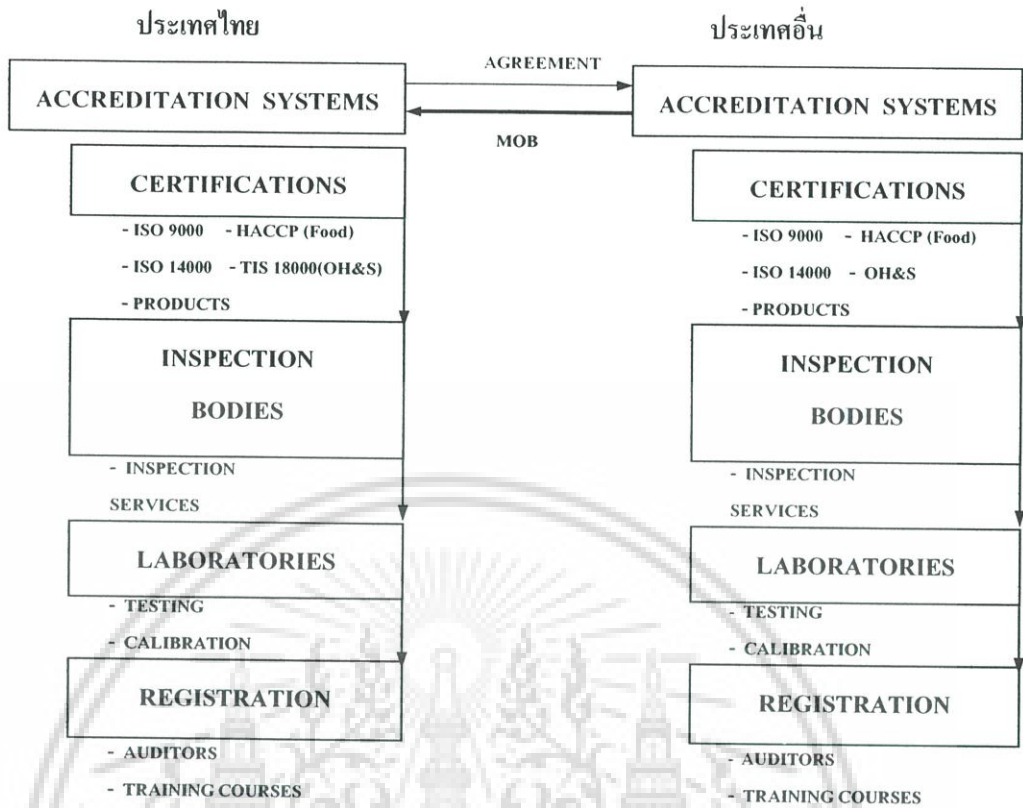 ประเทศไทย
ประเทศอื่น
AGREEMENT
ACCREDITATION SYSTEMS
ACCREDITATION SYSTEMS
MOB
CERTIFICATIONS
- ISO 9000 - HACCP (Food)
- ISO 14000 - TIS 18000(OH&S)
- PRODUCTS
INSPECTION
BODIES
- INSPECTION
SERVICES
LABORATORIES
- TESTING
- CALIBRATION
REGISTRATION
- AUDITORS
- TRAINING COURSES
CERTIFICATIONS
- ISO 9000 - HACCP (Food)
- ISO 14000 - OH&S
- PRODUCTS
INSPECTION
BODIES
- INSPECTION
SERVICES
LABORATORIES
- TESTING
- CALIBRATION
REGISTRATION
- AUDITORS
- TRAINING COURSES